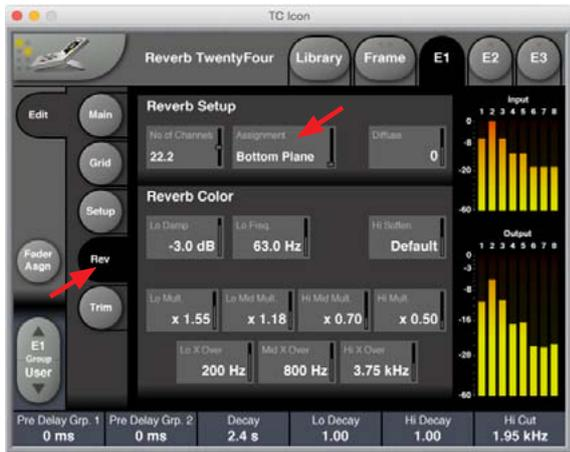 TC Icon
Reverb TwentyFour
Library
Frame
E1
E2
E3
Edit
Fader
Asgn
E1
Group
User
Main
Grid
Setup
Rev
Trim
Reverb Setup
No of Channels
22.2
Assignment
Bottom Plane
Diffuse
0
Reverb Color
Lo Damp
-3.0 dB
Lo Freq.
63.0 Hz
Hi Soften
Default
Lo Mult.
x 1.55
Lo Mid Mult.
x 1.18
Hi Mid Mult.
x 0.70
Hi Mult.
x 0.50
Lo X Over
200 Hz
Mid X Over
800 Hz
Hi X Over
3.75 kHz
Input
1 2 3 4 5 6 7 8
0
-8
-20
-60
Output
1 2 3 4 5 6 7 8
0
-3
-8
-16
-28
-60
Pre Delay Grp. 1
0 ms
Pre Delay Grp. 2
0 ms
Decay
2.4 s
Lo Decay
1.00
Hi Decay
1.00
Hi Cut
1.95 kHz